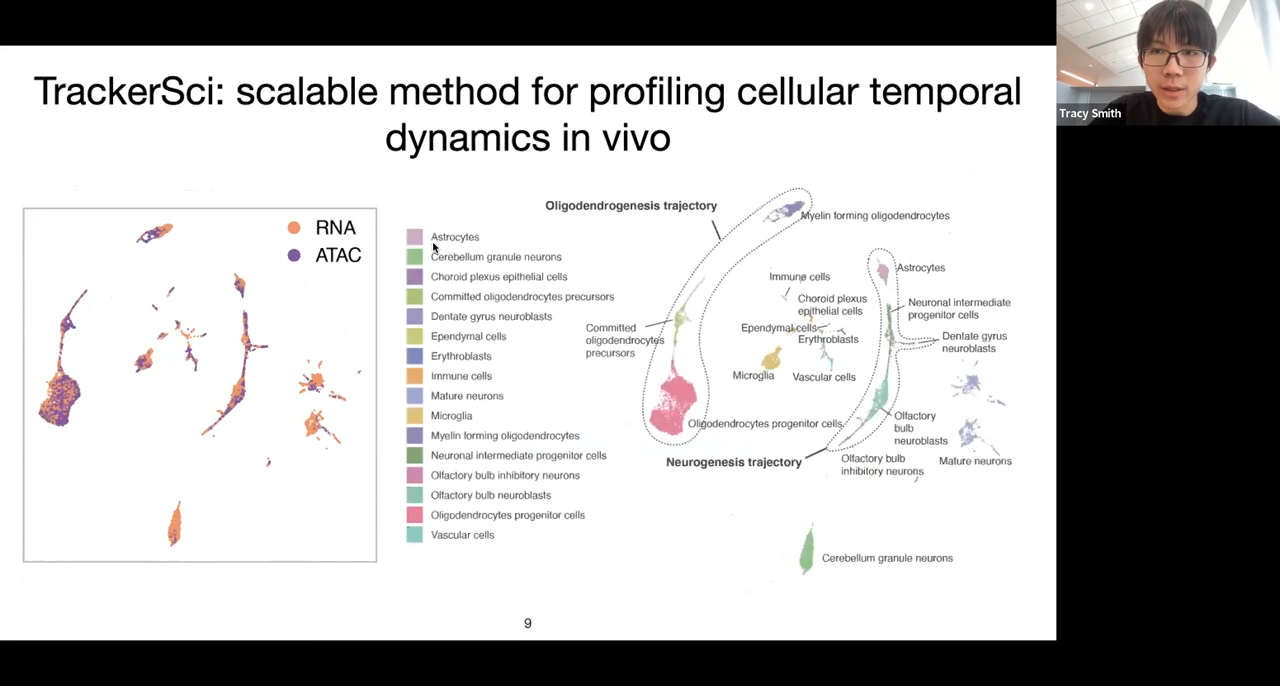 TrackerSci: scalable method for profiling cellular temporal
dynamics in vivo
RNA
ATAC
Astrocytes
Cerebellum granule neurons
Choroid plexus epithelial cells
Committed oligodendrocytes precursors
Dentate gyrus neuroblasts
Ependymal cells
Erythroblasts
Immune cells
Mature neurons
Microglia
Myelin forming oligodendrocytes
Neuronal intermediate progenitor cells
Olfactory bulb inhibitory neurons
Olfactory bulb neuroblasts
Oligodendrocytes progenitor cells
Vascular cells
Oligodendrogenesis trajectory
Myelin forming oligodendrocytes
Immune cells
Astrocytes
Choroid plexus
epithelial cells
Neuronal intermediate
progenitor cells
Committed
oligodendrocytes
precursors
Ependymal cells
Erythroblasts
Dentate gyrus
neuroblasts
Microglia
Vascular cells
Oligodendrocytes progenitor cells
Olfactory
bulb
neuroblasts
Neurogenesis trajectory
Olfactory bulb
inhibitory neurons
Mature neurons
Cerebellum granule neurons
9
Tracy Smith